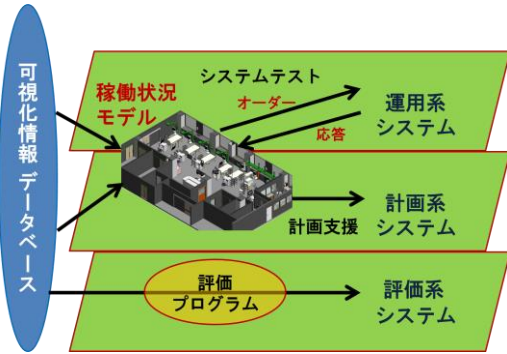 可視化情報 データベース
稼働状況
モデル
システムテスト
オーダー
応答
運用系
システム
計画支援
計画系
システム
評価
プログラム
評価系
システム